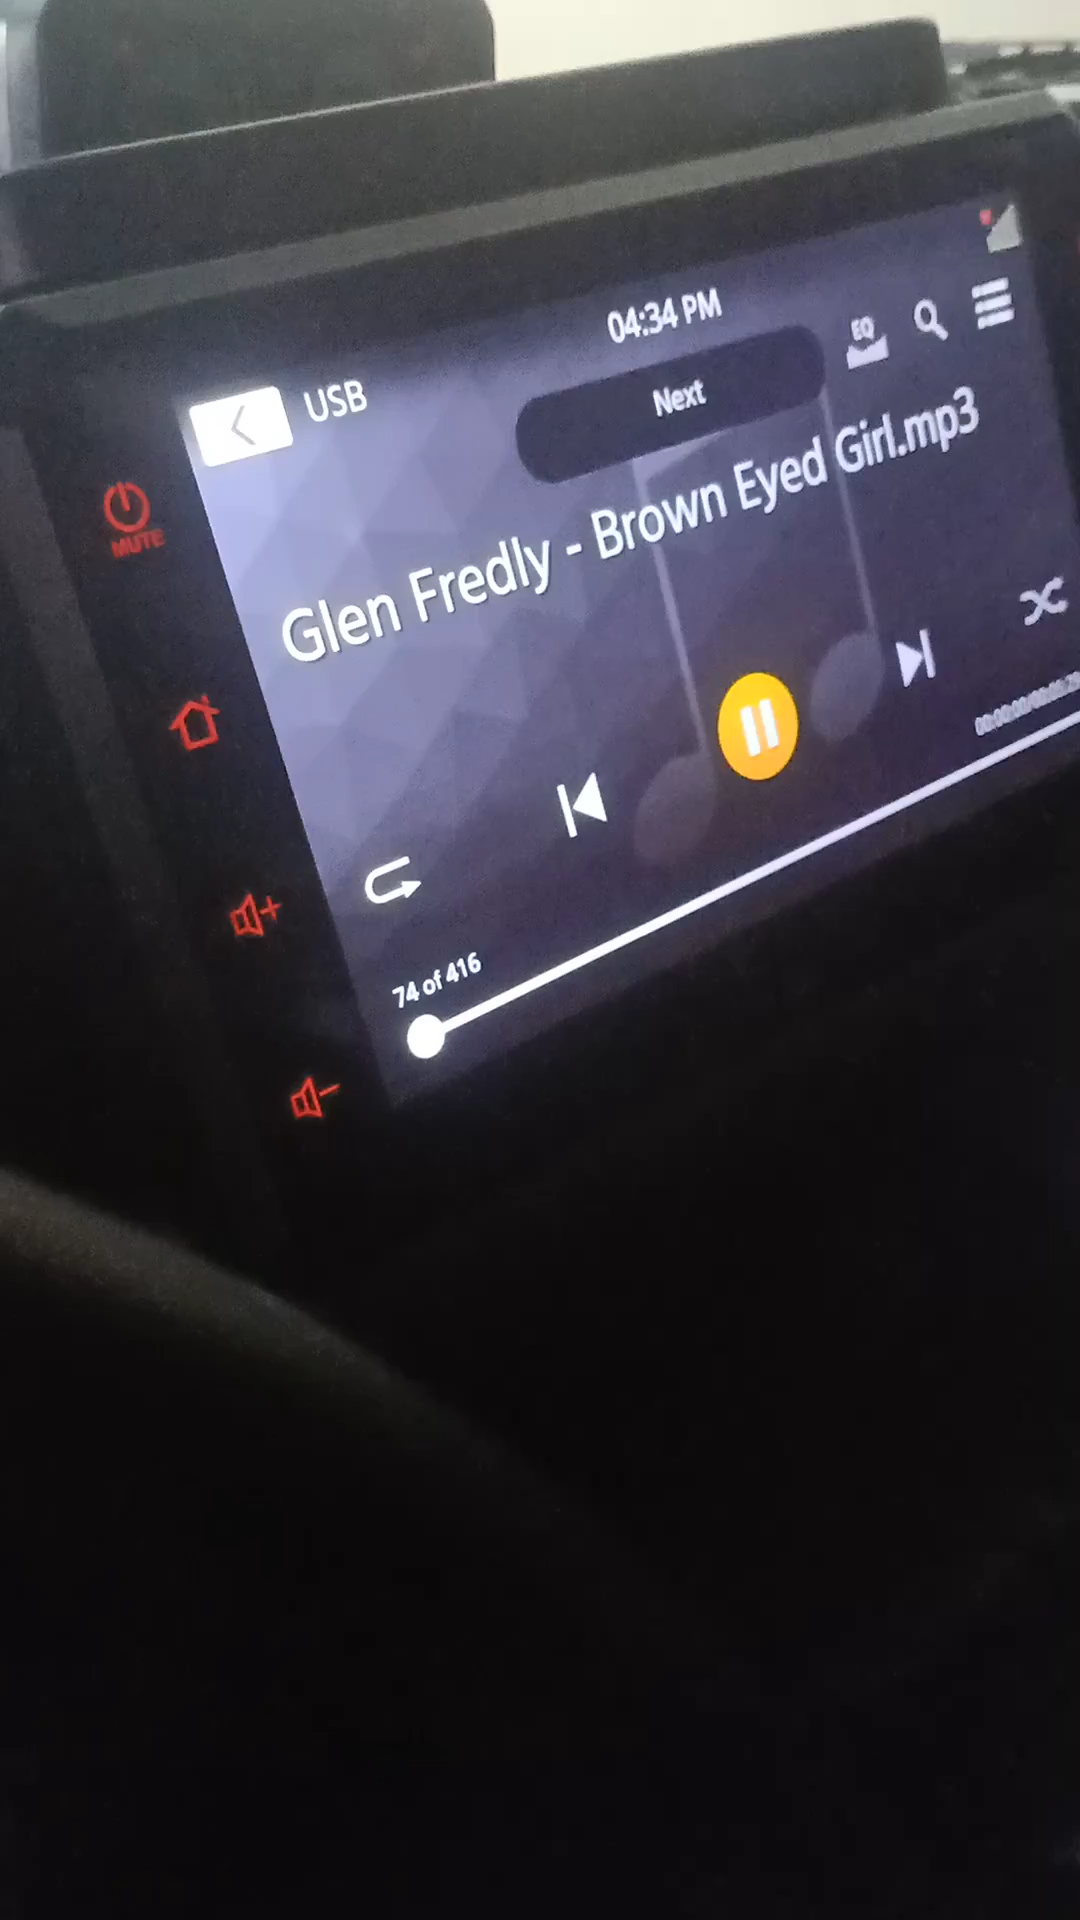 04:34 PM
USB
Next
EQ
Glen Fredly - Brown Eyed Girl.mp3
MUTE
74 of 416